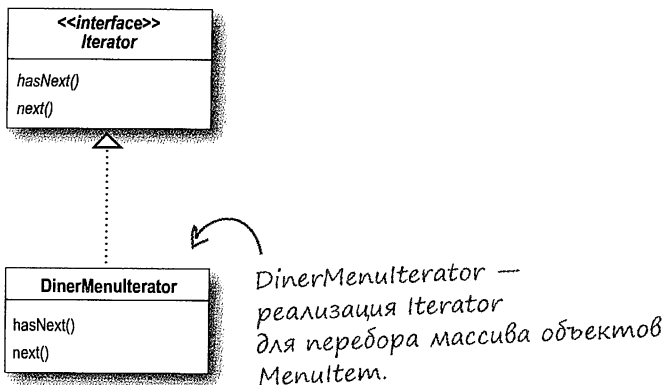 <<interface>>
Iterator
hasNext()
next()
DinerMenuIterator
hasNext()
next()
DinerMenuIterator —
реализация Iterator
для перебора массива объектов
MenuItem.